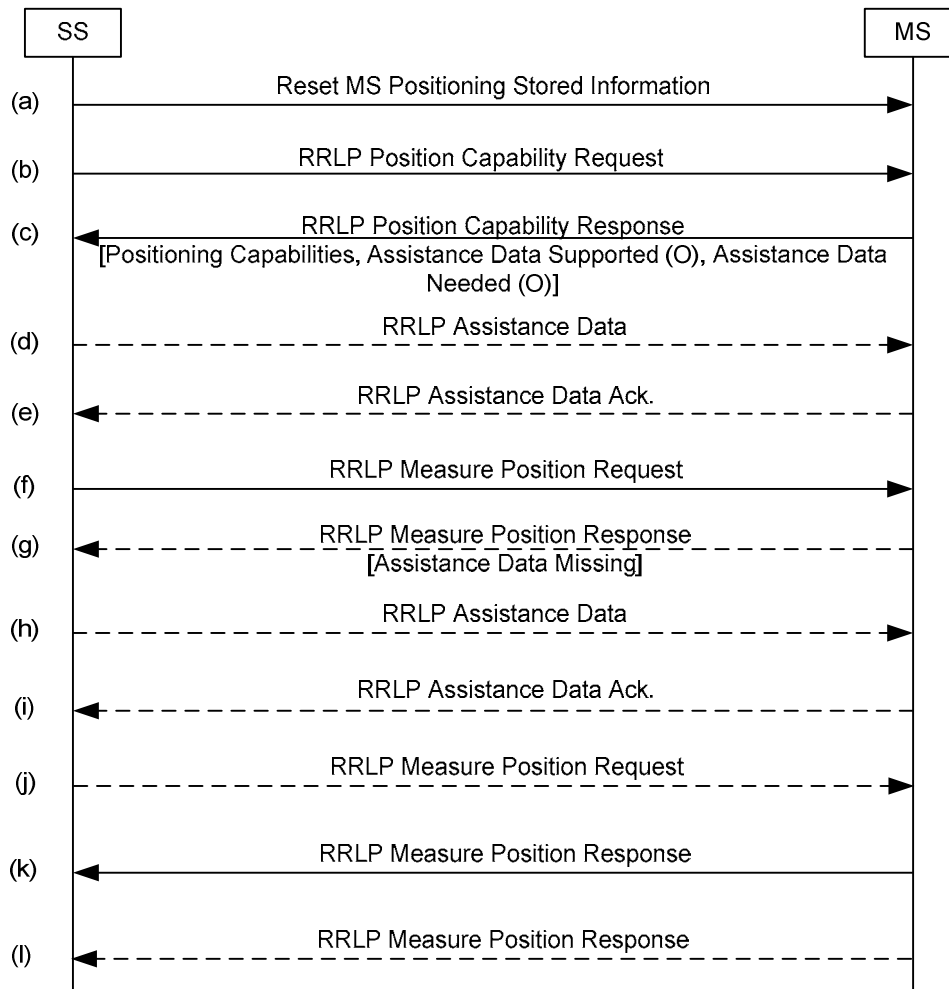 SS
MS
(a)
Reset MS Positioning Stored Information
(b)
RRLP Position Capability Request
(c)
RRLP Position Capability Response
[Positioning Capabilities, Assistance Data Supported (O), Assistance Data
Needed (O)]
(d)
RRLP Assistance Data
(e)
RRLP Assistance Data Ack.
(f)
RRLP Measure Position Request
(g)
RRLP Measure Position Response
[Assistance Data Missing]
(h)
RRLP Assistance Data
(i)
RRLP Assistance Data Ack.
(j)
RRLP Measure Position Request
(k)
RRLP Measure Position Response
(l)
RRLP Measure Position Response